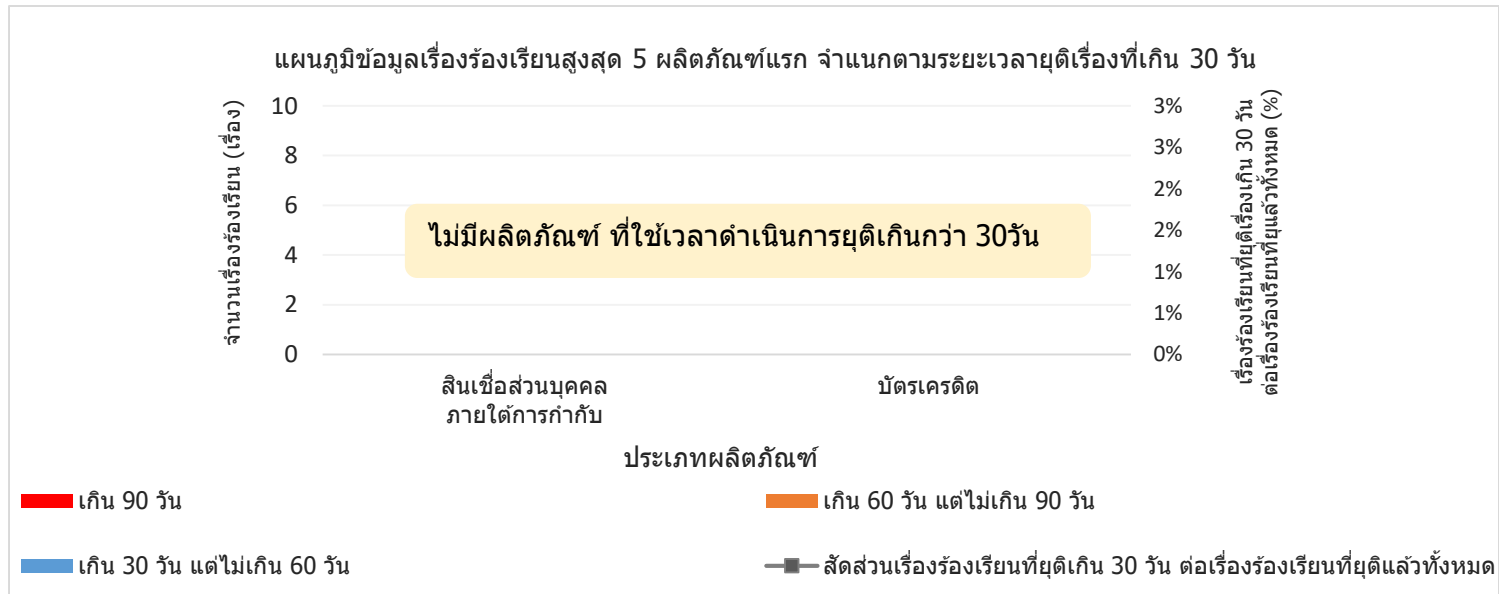 แผนภูมิข้อมูลเรื่องร้องเรียนสูงสุด 5 ผลิตภัณฑ์แรก จำแนกตามระยะเวลายุติเรื่องที่เกิน 30 วัน
จำนวนเรื่องร้องเรียน (เรื่อง)
10
8
6
4
2
0
ไม่มีผลิตภัณฑ์ ที่ใช้เวลาดำเนินการยุติเกินกว่า 30วัน
3%
3%
2%
2%
1%
1%
0%
เรื่องร้องเรียนที่ยุติเรื่องเกิน 30 วัน
ต่อเรื่องร้องเรียนที่ยุแล้วทั้งหมด (%)
สินเชื่อส่วนบุคคล
ภายใต้การกำกับ
บัตรเครดิต
ประเภทผลิตภัณฑ์
เกิน 90 วัน
เกิน 60 วัน แต่ไม่เกิน 90 วัน
เกิน 30 วัน แต่ไม่เกิน 60 วัน
สัดส่วนเรื่องร้องเรียนที่ยุติเกิน 30 วัน ต่อเรื่องร้องเรียนที่ยุติแล้วทั้งหมด